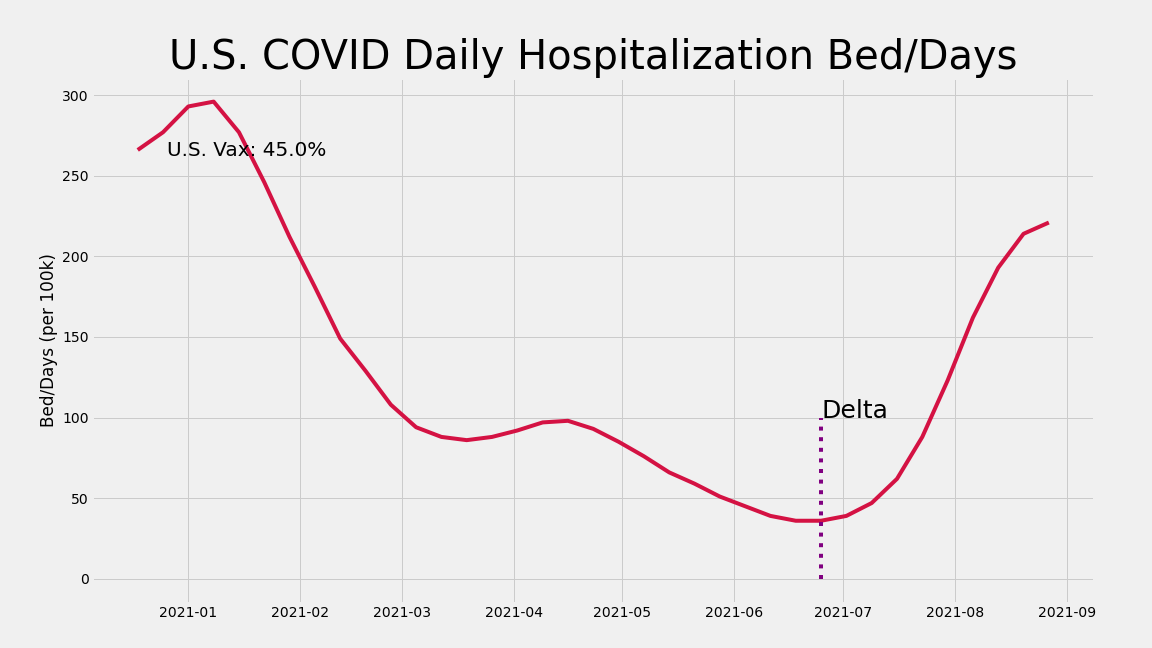 U.S. COVID Daily Hospitalization Bed/Days
300
U.S. Vax: 45.0%
250
200
Bed/Days (per 100k)
150
Delta
100
50
0
2021-01 2021-02 2021-03 2021-04 2021-05 2021-06 2021-07 2021-08 2021-09